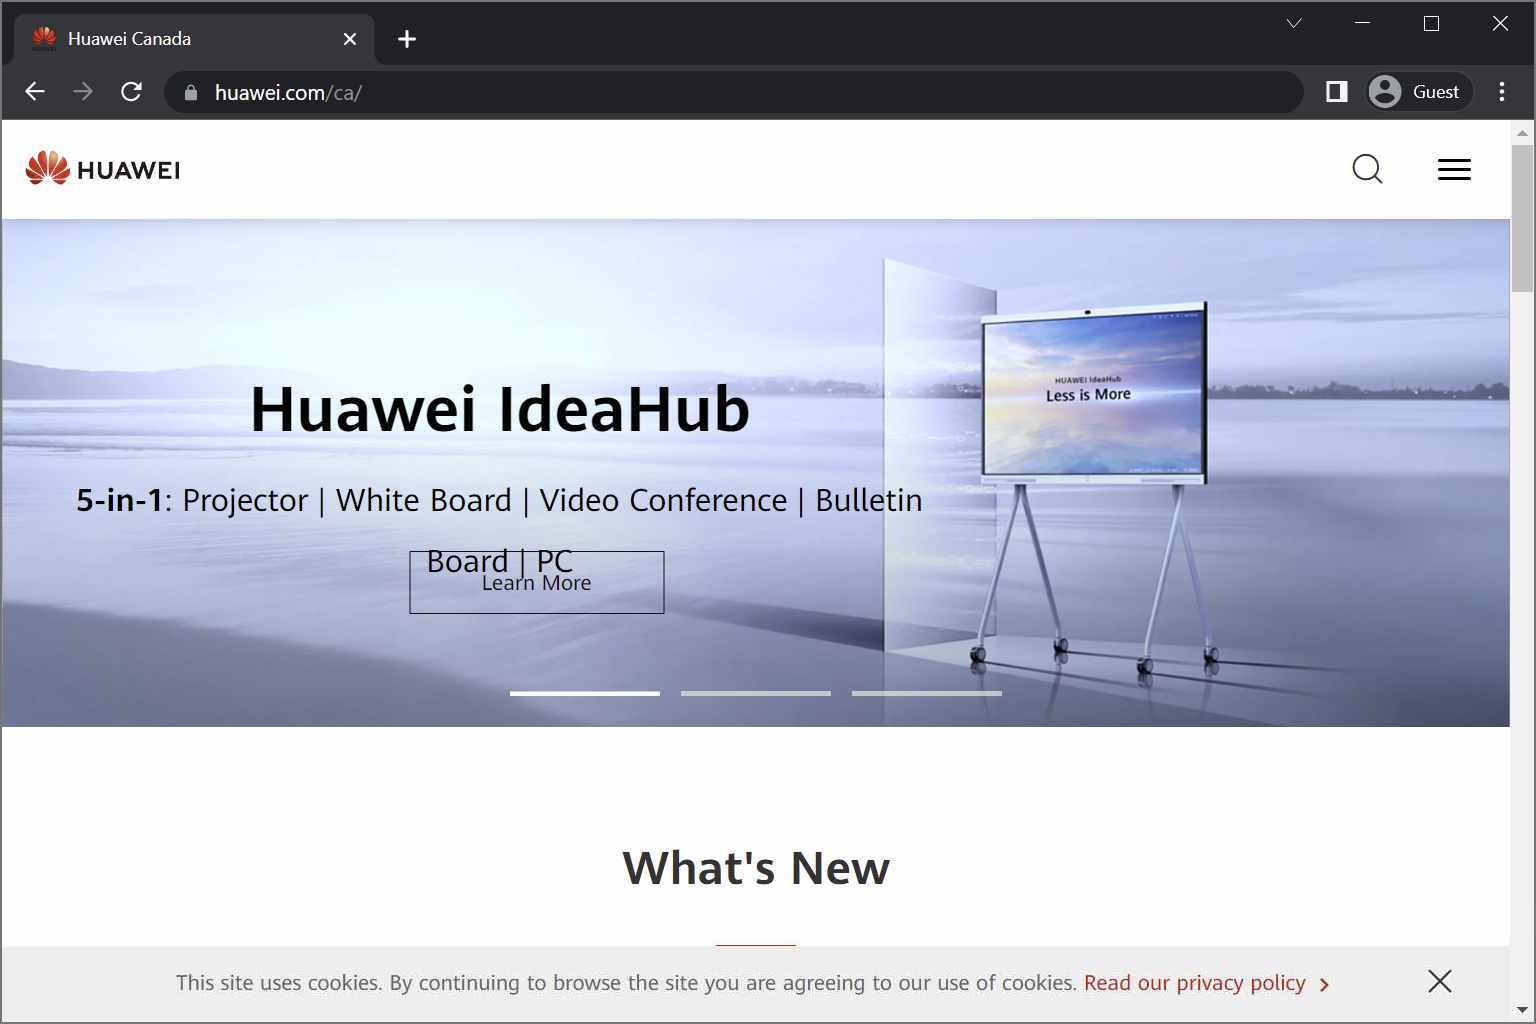 Huawei Canada
huawei.com/ca/
Guest
HUAWEI
HUAWEI IdeaHub
Less is More
Huawei IdeaHub
5-in-1: Projector | White Board | Video Conference | Bulletin
Board | PC
Learn More
What's New
This site uses cookies. By continuing to browse the site you are agreeing to our use of cookies. Read our privacy policy